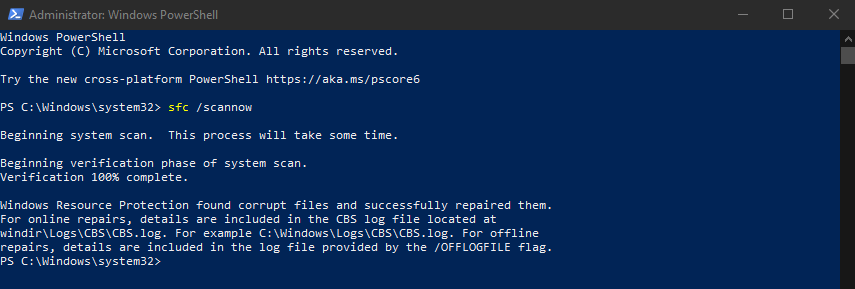 Administrator: Windows PowerShell
Windows PowerShell
Copyright (C) Microsoft Corporation. All rights reserved.
Try the new cross-platform PowerShell https://aka.ms/pscore6
PS C:\Windows\system32> sfc /scannow
Beginning system scan.  This process will take some time.
Beginning verification phase of system scan.
Verification 100% complete.
Windows Resource Protection found corrupt files and successfully repaired them.
For online repairs, details are included in the CBS log file located at
windir\Logs\CBS\CBS.log. For example C:\Windows\Logs\CBS\CBS.log. For offline
repairs, details are included in the log file provided by the /OFFLOGFILE flag.
PS C:\Windows\system32>